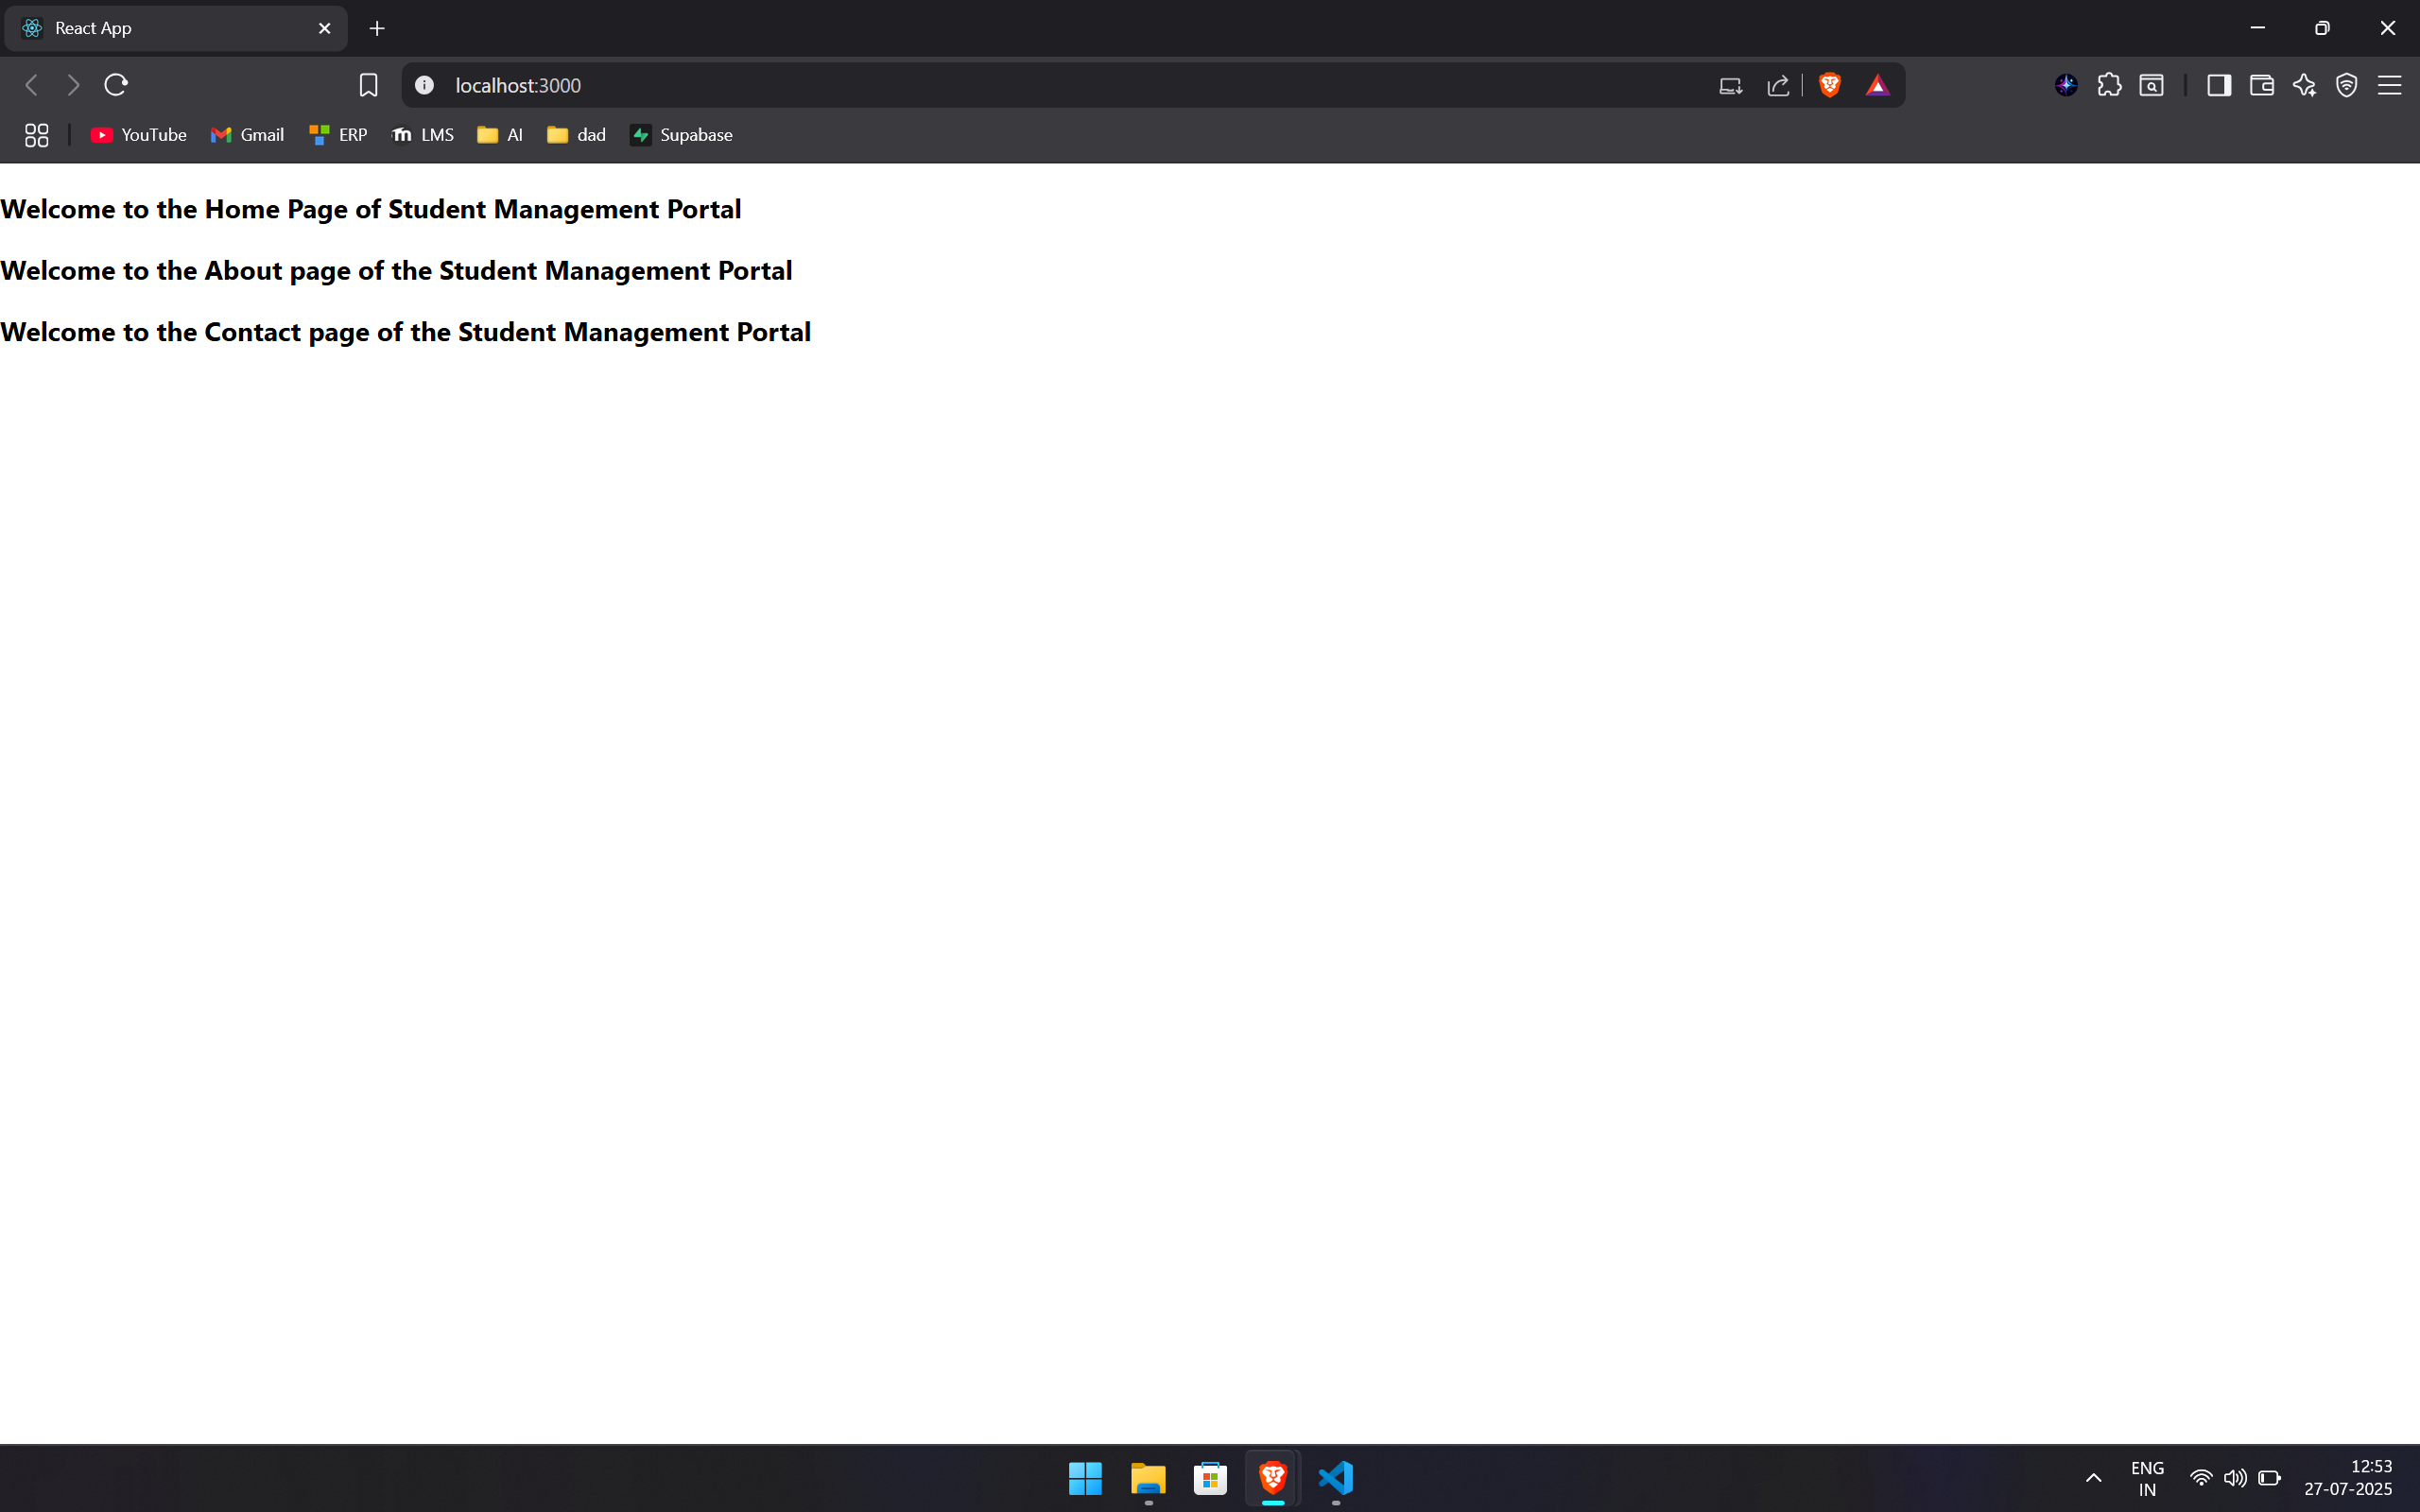 React App
localhost:3000
YouTube Gmail ERP LMS AI dad Supabase
Welcome to the Home Page of Student Management Portal
Welcome to the About page of the Student Management Portal
Welcome to the Contact page of the Student Management Portal
ENG 12:53
IN 27-07-2025